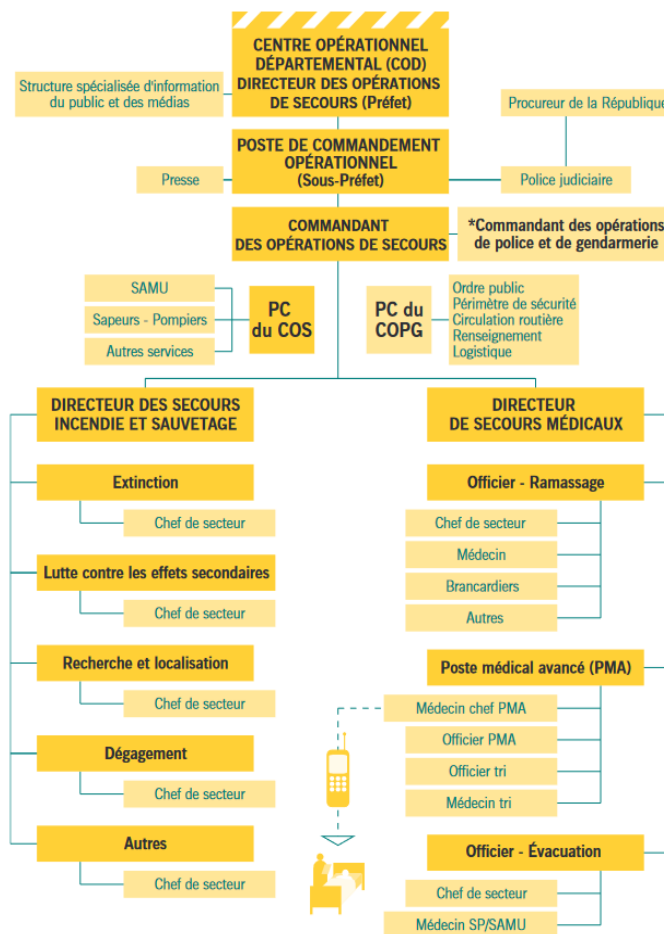 CENTRE OPÉRATIONNEL
DÉPARTEMENTAL (COD)
DIRECTEUR DES OPÉRATIONS
DE SECOURS (Préfet)
Structure spécialisée d'information
du public et des médias
Procureur de la République
POSTE DE COMMANDEMENT
OPÉRATIONNEL
(Sous-Préfet)
Presse
Police judiciaire
COMMANDANT
DES OPÉRATIONS DE SECOURS
*Commandant des opérations
de police et de gendarmerie
SAMU
Sapeurs - Pompiers
Autres services
PC
du COS
PC du
COPG
Ordre public
Périmètre de sécurité
Circulation routière
Renseignement
Logistique
DIRECTEUR DES SECOURS
INCENDIE ET SAUVETAGE
Extinction
Chef de secteur
Lutte contre les effets secondaires
Chef de secteur
Recherche et localisation
Chef de secteur
Dégagement
Chef de secteur
Autres
Chef de secteur
DIRECTEUR
DE SECOURS MÉDICAUX
Officier - Ramassage
Chef de secteur
Médecin
Brancardiers
Autres
Poste médical avancé (PMA)
Médecin chef PMA
Officier PMA
Officier tri
Médecin tri
Officier - Évacuation
Chef de secteur
Médecin SP/SAMU